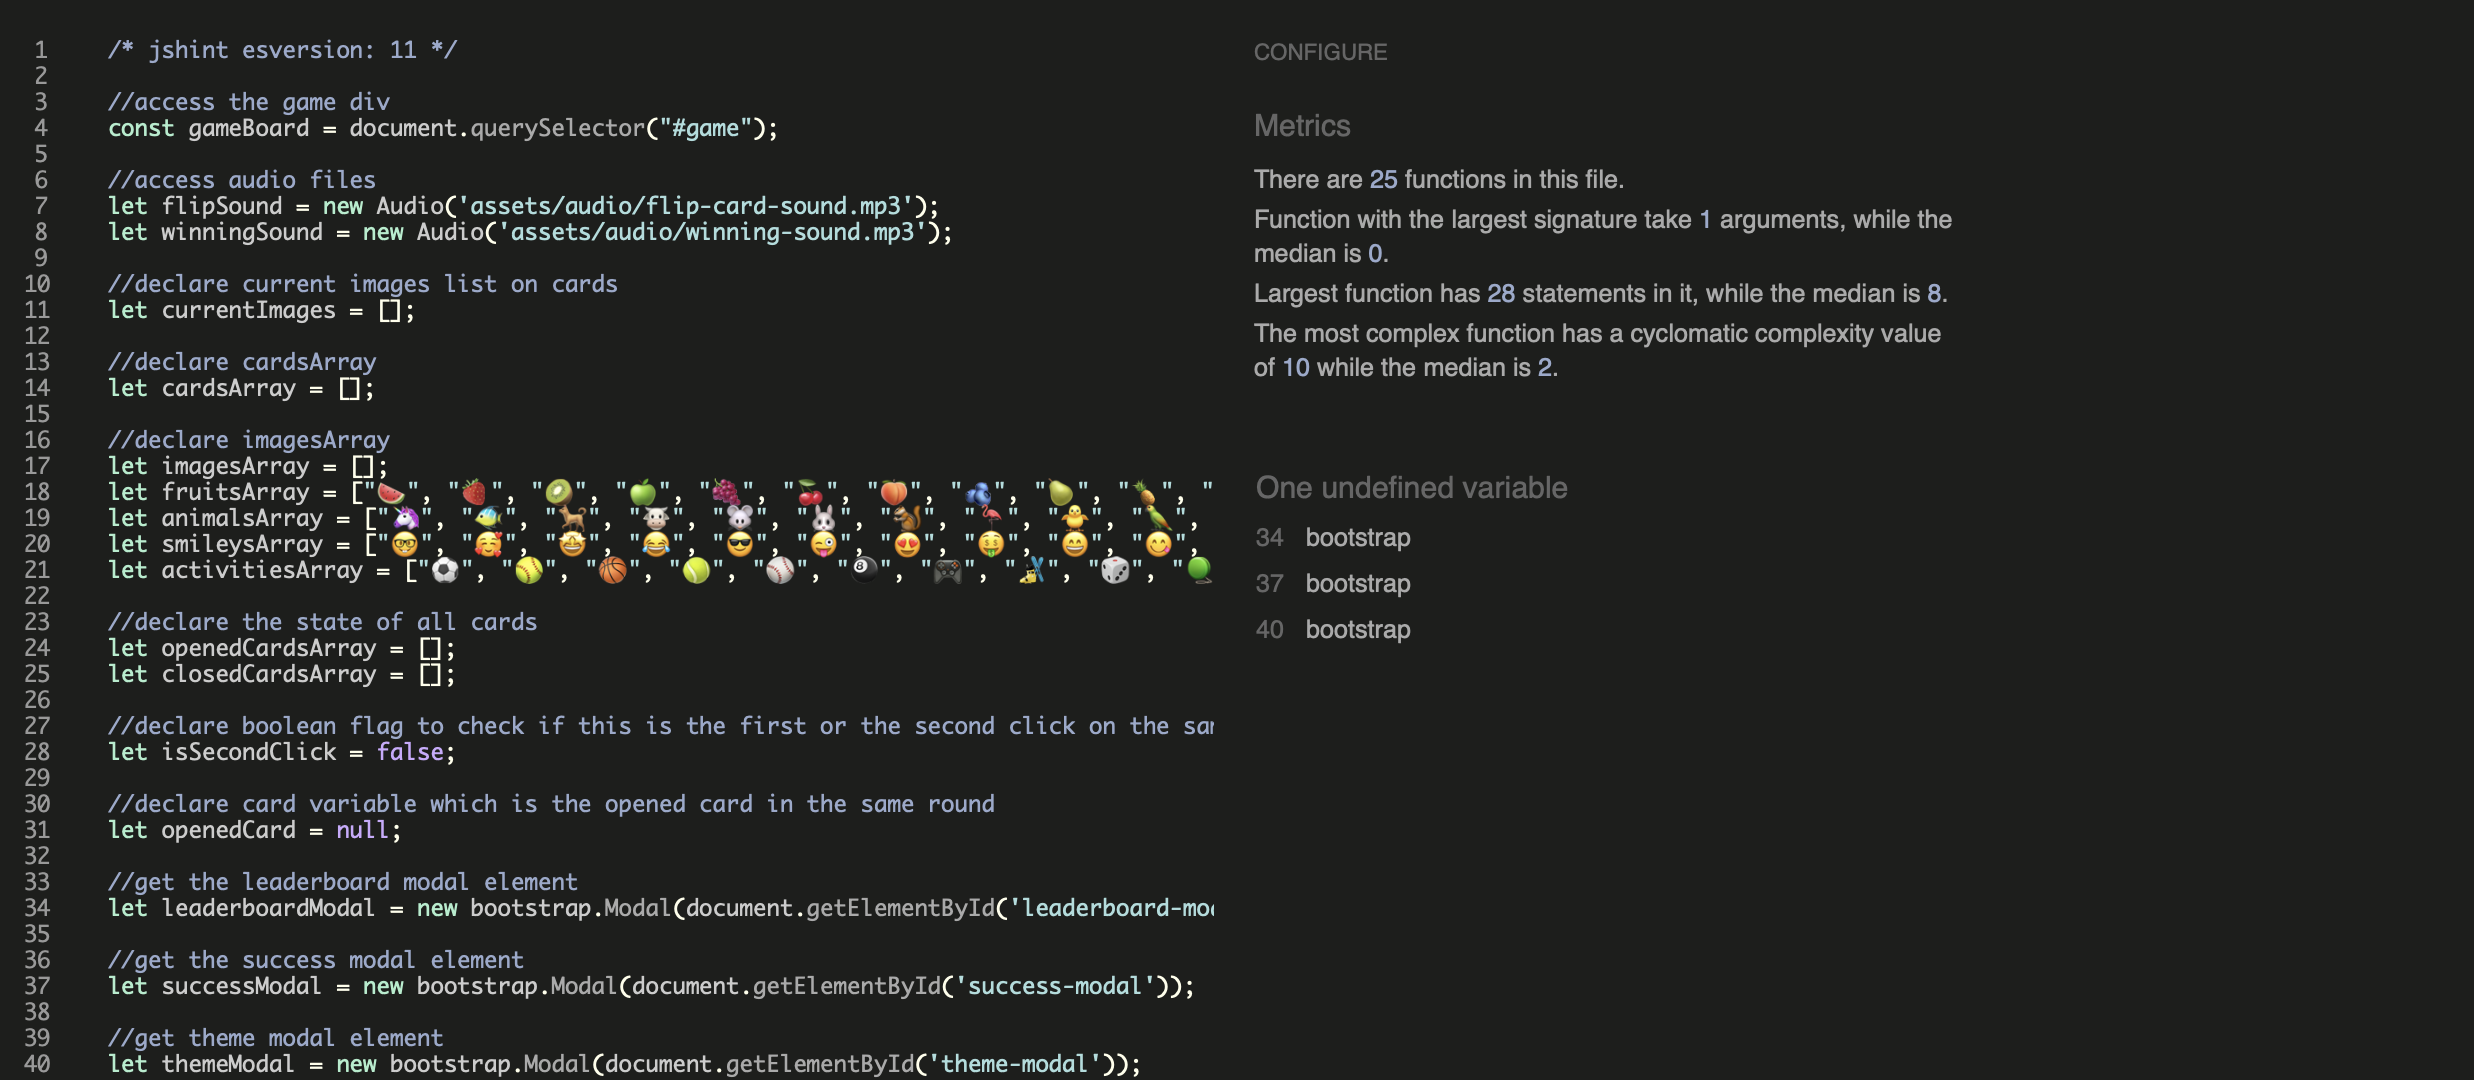 1 /* jshint esversion: 11 */
2
3 //access the game div
4 const gameBoard = document.querySelector("#game");
5
6 //access audio files
7 let flipSound = new Audio('assets/audio/flip-card-sound.mp3');
8 let winningSound = new Audio('assets/audio/winning-sound.mp3');
9
10 //declare current images list on cards
11 let currentImages = [];
12
13 //declare cardsArray
14 let cardsArray = [];
15
16 //declare imagesArray
17 let imagesArray = [];
18 let fruitsArray = ["🍉", "🍓", "🥝", "🍏", "🍇", "🍒", "🍑", "🫐", "🍐", "🍍", "
19 let animalsArray = ["🦄", "🐠", "🐕", "🐮", "🐭", "🐰", "🐿", "🦩", "🐥", "🦜",
20 let smileysArray = ["🤓", "🥰", "🤩", "😂", "😎", "😜", "😍", "🤑", "😄", "😋",
21 let activitiesArray = ["⚽️", "🥎", "🏀", "🎾", "⚾️", "🎱", "🎮", "🎿", "🎲", "
22
23 //declare the state of all cards
24 let openedCardsArray = [];
25 let closedCardsArray = [];
26
27 //declare boolean flag to check if this is the first or the second click on the
28 let isSecondClick = false;
29
30 //declare card variable which is the opened card in the same round
31 let openedCard = null;
32
33 //get the leaderboard modal element
34 let leaderboardModal = new bootstrap.Modal(document.getElementById('leaderboard-mo
35
36 //get the success modal element
37 let successModal = new bootstrap.Modal(document.getElementById('success-modal'));
38
39 //get theme modal element
40 let themeModal = new bootstrap.Modal(document.getElementById('theme-modal'));
CONFIGURE
Metrics
There are 25 functions in this file.
Function with the largest signature take 1 arguments, while the
median is 0.
Largest function has 28 statements in it, while the median is 8.
The most complex function has a cyclomatic complexity value
of 10 while the median is 2.
One undefined variable
34 bootstrap
37 bootstrap
40 bootstrap